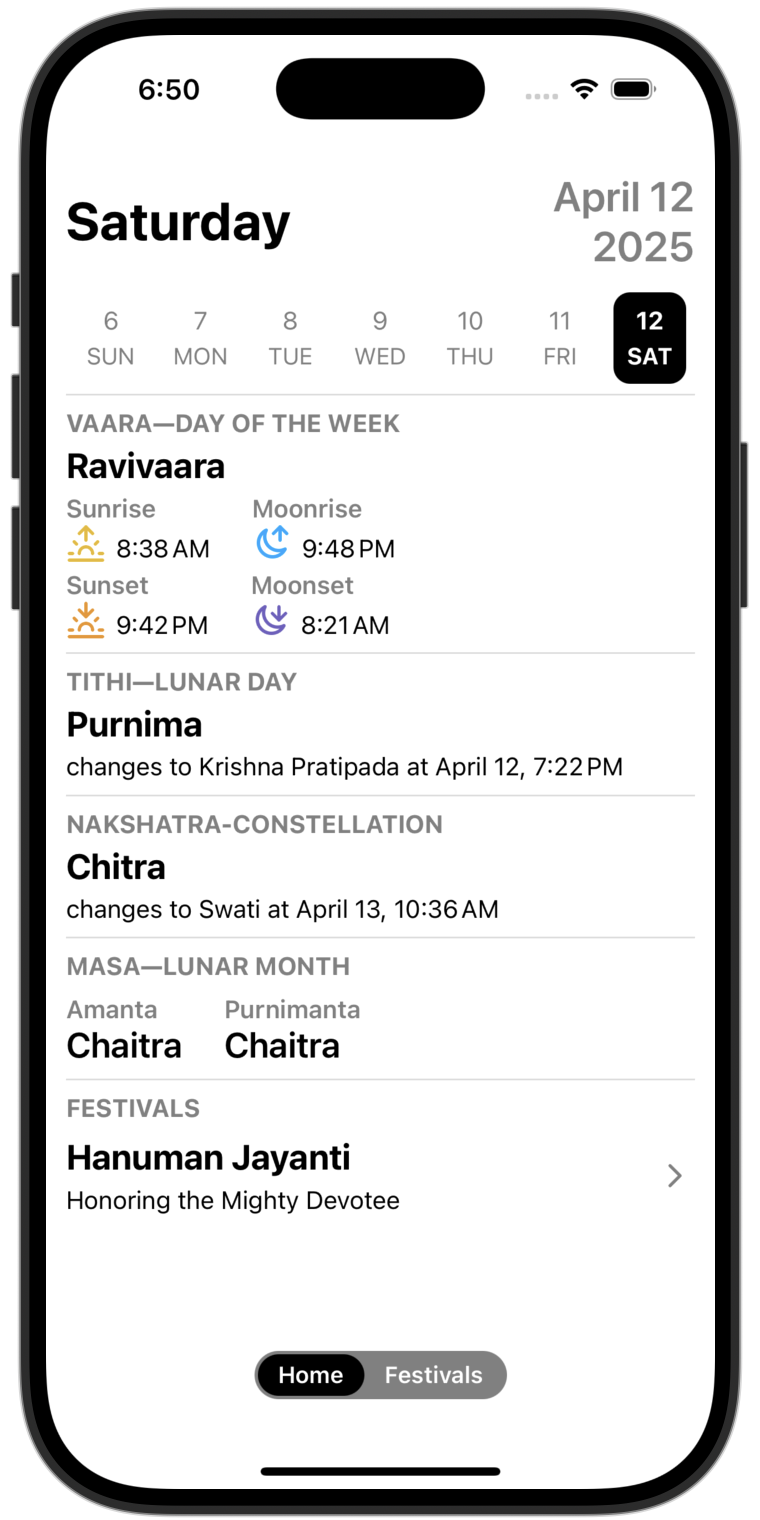 6:50
Saturday
April 12
2025
6 7 8 9 10 11 12
SUN MON TUE WED THU FRI SAT
VAARA—DAY OF THE WEEK
Ravivaara
Sunrise Moonrise
8:38 AM 9:48 PM
Sunset Moonset
9:42 PM 8:21 AM
TITHI—LUNAR DAY
Purnima
changes to Krishna Pratipada at April 12, 7:22 PM
NAKSHATRA-CONSTELLATION
Chitra
changes to Swati at April 13, 10:36 AM
MASA—LUNAR MONTH
Amanta Purnimanta
Chaitra Chaitra
FESTIVALS
Hanuman Jayanti
Honoring the Mighty Devotee
Home Festivals